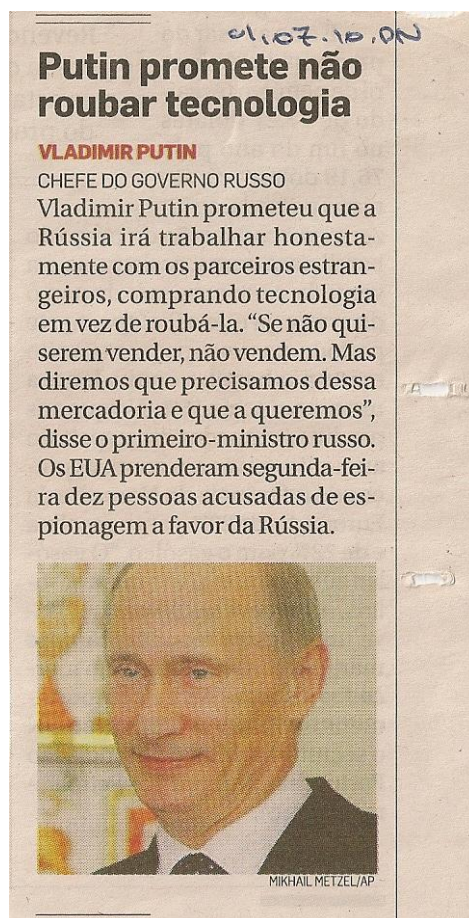 01.07.10.DN
Putin promete não
roubar tecnologia
VLADIMIR PUTIN
CHEFE DO GOVERNO RUSSO
Vladimir Putin prometeu que a
Rússia irá trabalhar honesta-
mente com os parceiros estran-
geiros, comprando tecnologia
em vez de roubá-la. “Se não qui-
serem vender, não vendem. Mas
diremos que precisamos dessa
mercadoria e que a queremos”,
disse o primeiro-ministro russo.
Os EUA prenderam segunda-fei-
ra dez pessoas acusadas de es-
pionagem a favor da Rússia.
MIKHAIL METZEL/AP